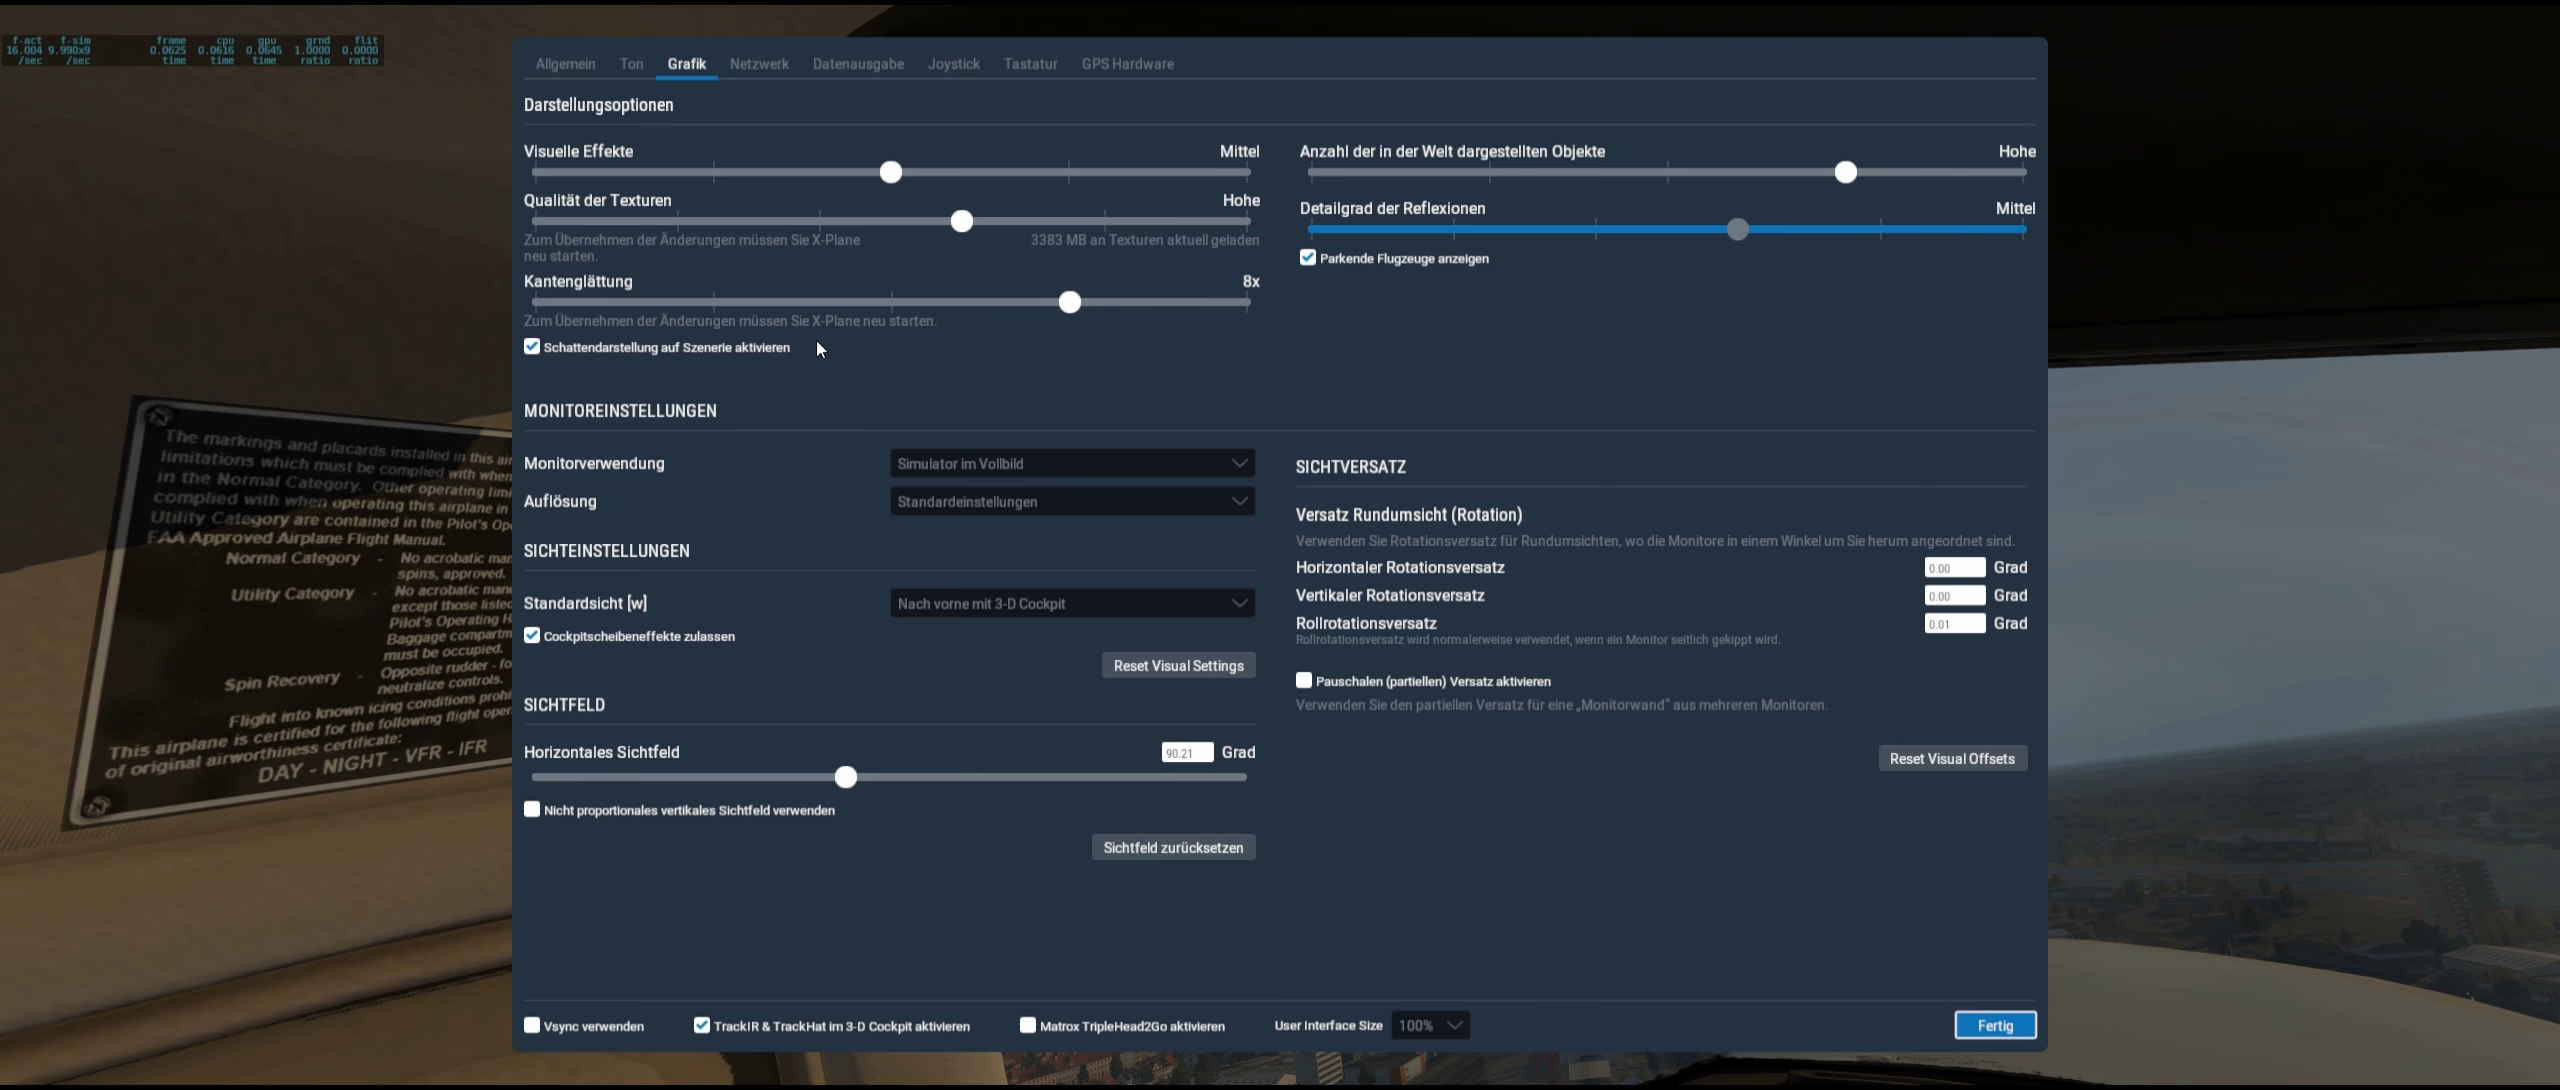 f-act f-sim frame cpu gpu grnd flit
16.004 9.990x9 0.0625 0.0616 0.0645 1.0000 0.0000
/sec /sec time time time ratio ratio
Allgemein Ton Grafik Netzwerk Datenausgabe Joystick Tastatur GPS Hardware
Darstellungsoptionen
Visuelle Effekte Mittel
Qualität der Texturen Hohe
Zum Übernehmen der Änderungen müssen Sie X-Plane
neu starten.
3383 MB an Texturen aktuell geladen
Kantenglättung 8x
Zum Übernehmen der Änderungen müssen Sie X-Plane neu starten.
Schattendarstellung auf Szenerie aktivieren
Anzahl der in der Welt dargestellten Objekte Hohe
Detailgrad der Reflexionen Mittel
Parkende Flugzeuge anzeigen
MONITOREINSTELLUNGEN
Monitorverwendung Simulator im Vollbild
Auflösung Standardeinstellungen
SICHTEINSTELLUNGEN
Standardsicht [w] Nach vorne mit 3-D Cockpit
Cockpitscheibeneffekte zulassen
Reset Visual Settings
SICHTFELD
Horizontales Sichtfeld 90.21 Grad
Nicht proportionales vertikales Sichtfeld verwenden
Sichtfeld zurücksetzen
SICHTVERSATZ
Versatz Rundumsicht (Rotation)
Verwenden Sie Rotationsversatz für Rundumsichten, wo die Monitore in einem Winkel um Sie herum angeordnet sind.
Horizontaler Rotationsversatz 0.00 Grad
Vertikaler Rotationsversatz 0.00 Grad
Rollrotationsversatz 0.01 Grad
Rollrotationsversatz wird normalerweise verwendet, wenn ein Monitor seitlich gekippt wird.
Pauschalen (partiellen) Versatz aktivieren
Verwenden Sie den partiellen Versatz für eine „Monitorwand" aus mehreren Monitoren.
Reset Visual Offsets
Vsync verwenden TrackIR & TrackHat im 3-D Cockpit aktivieren Matrox TripleHead2Go aktivieren User Interface Size 100% Fertig
The markings and placards installed in this air
limitations which must be complied with when
in the Normal Category. Other operating limi
complied with when operating this airplane in
Utility Category are contained in the Pilot's Op
FAA Approved Airplane Flight Manual.
Normal Category - No acrobatic man
spins, approved.
Utility Category - No acrobatic mane
except those listed
Pilot's Operating H
Baggage compartm
must be occupied.
Spin Recovery - Opposite rudder - fo
neutralize controls.
Flight into known icing conditions prohi
This airplane is certified for the following flight oper
of original airworthiness certificate:
DAY - NIGHT - VFR - IFR